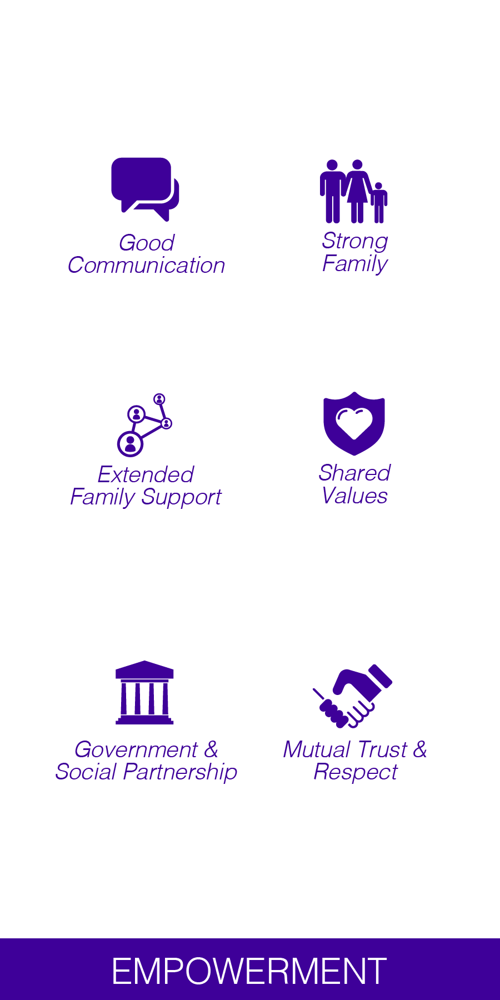 Good
Communication
Strong
Family
Extended
Family Support
Shared
Values
Government &
Social Partnership
Mutual Trust &
Respect
EMPOWERMENT